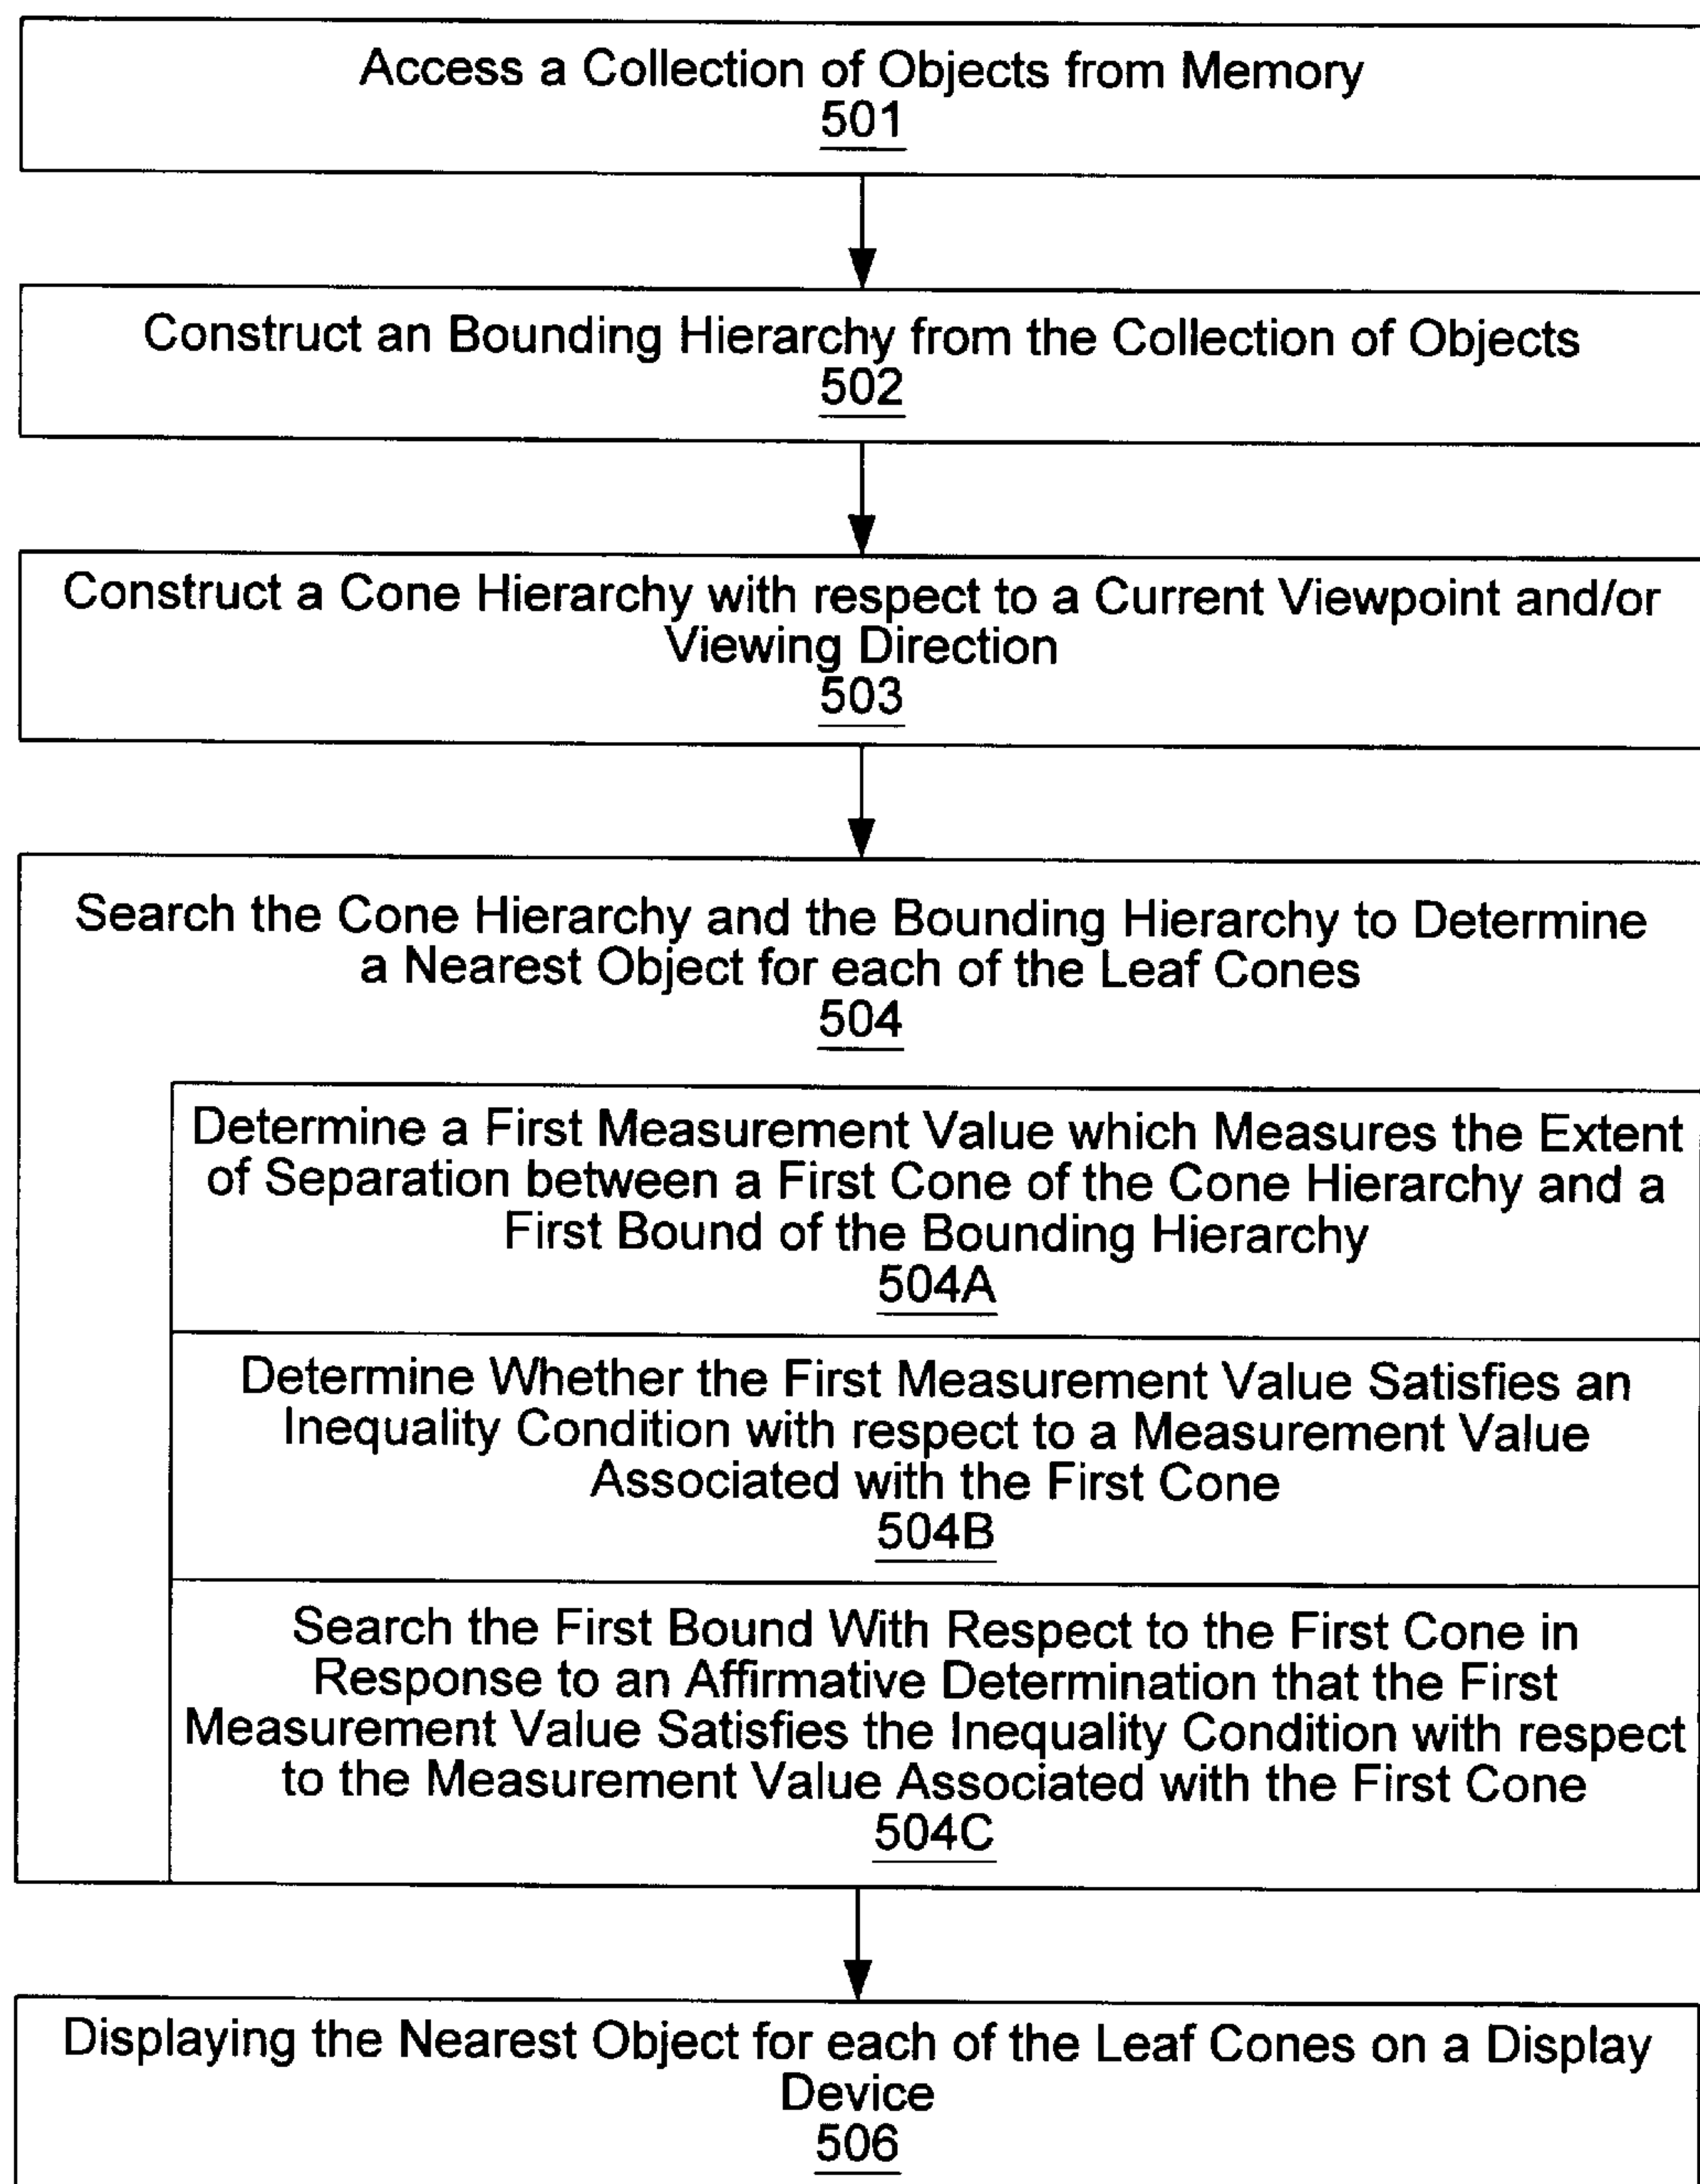 Access a Collection of Objects from Memory
501
Construct an Bounding Hierarchy from the Collection of Objects
502
Construct a Cone Hierarchy with respect to a Current Viewpoint and/or
Viewing Direction
503
Search the Cone Hierarchy and the Bounding Hierarchy to Determine
a Nearest Object for each of the Leaf Cones
504
Determine a First Measurement Value which Measures the Extent
of Separation between a First Cone of the Cone Hierarchy and a
First Bound of the Bounding Hierarchy
504A
Determine Whether the First Measurement Value Satisfies an
Inequality Condition with respect to a Measurement Value
Associated with the First Cone
504B
Search the First Bound With Respect to the First Cone in
Response to an Affirmative Determination that the First
Measurement Value Satisfies the Inequality Condition with respect
to the Measurement Value Associated with the First Cone
504C
Displaying the Nearest Object for each of the Leaf Cones on a Display
Device
506